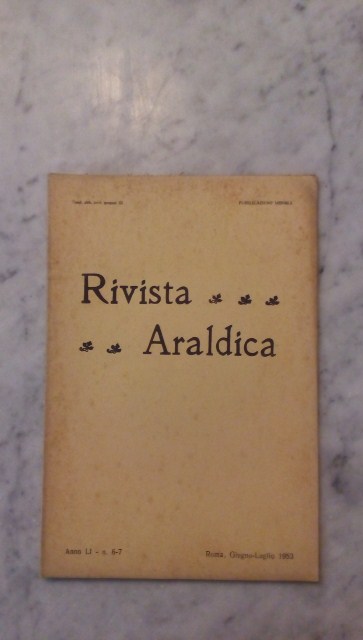 Rivista
Araldica
Anno LI - n. 6-7
Roma, Giugno-Luglio 1953